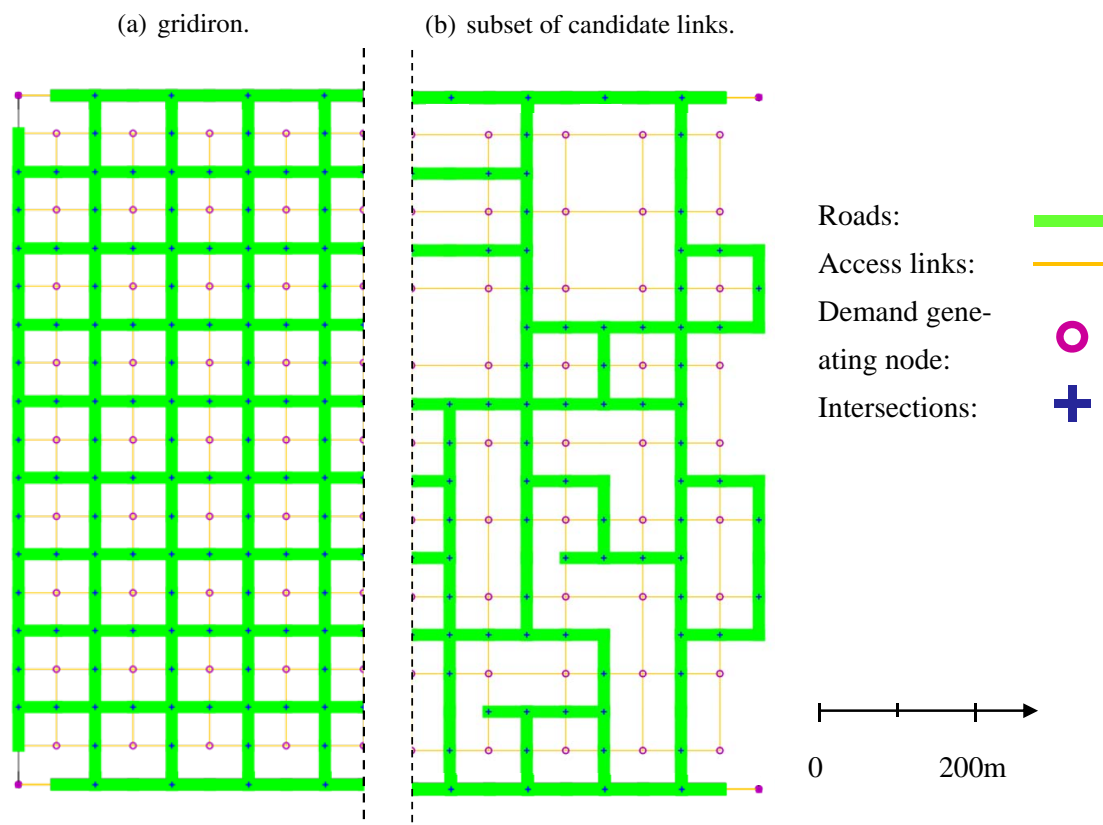 (a) gridiron.
(b) subset of candidate links.
Roads:
Access links:
Demand gene-
ating node:
Intersections:
0
200m